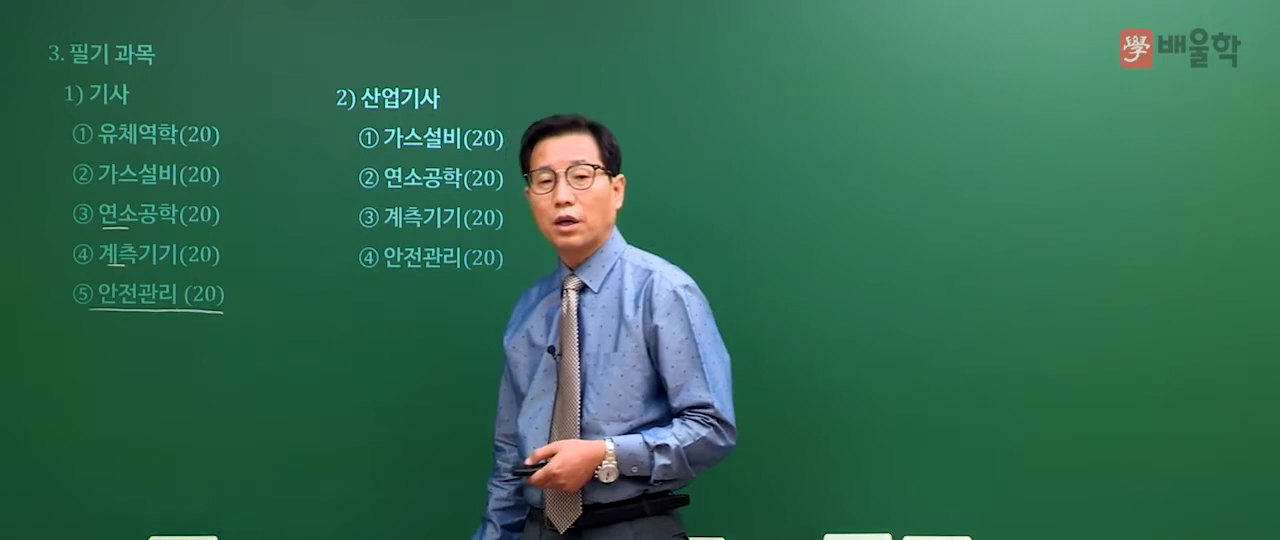 3. 필기 과목
1) 기사
① 유체역학(20)
② 가스설비(20)
③ 연소공학(20)
④ 계측기기(20)
⑤ 안전관리 (20)
2) 산업기사
① 가스설비(20)
② 연소공학(20)
③ 계측기기(20)
④ 안전관리(20)
學 배울학